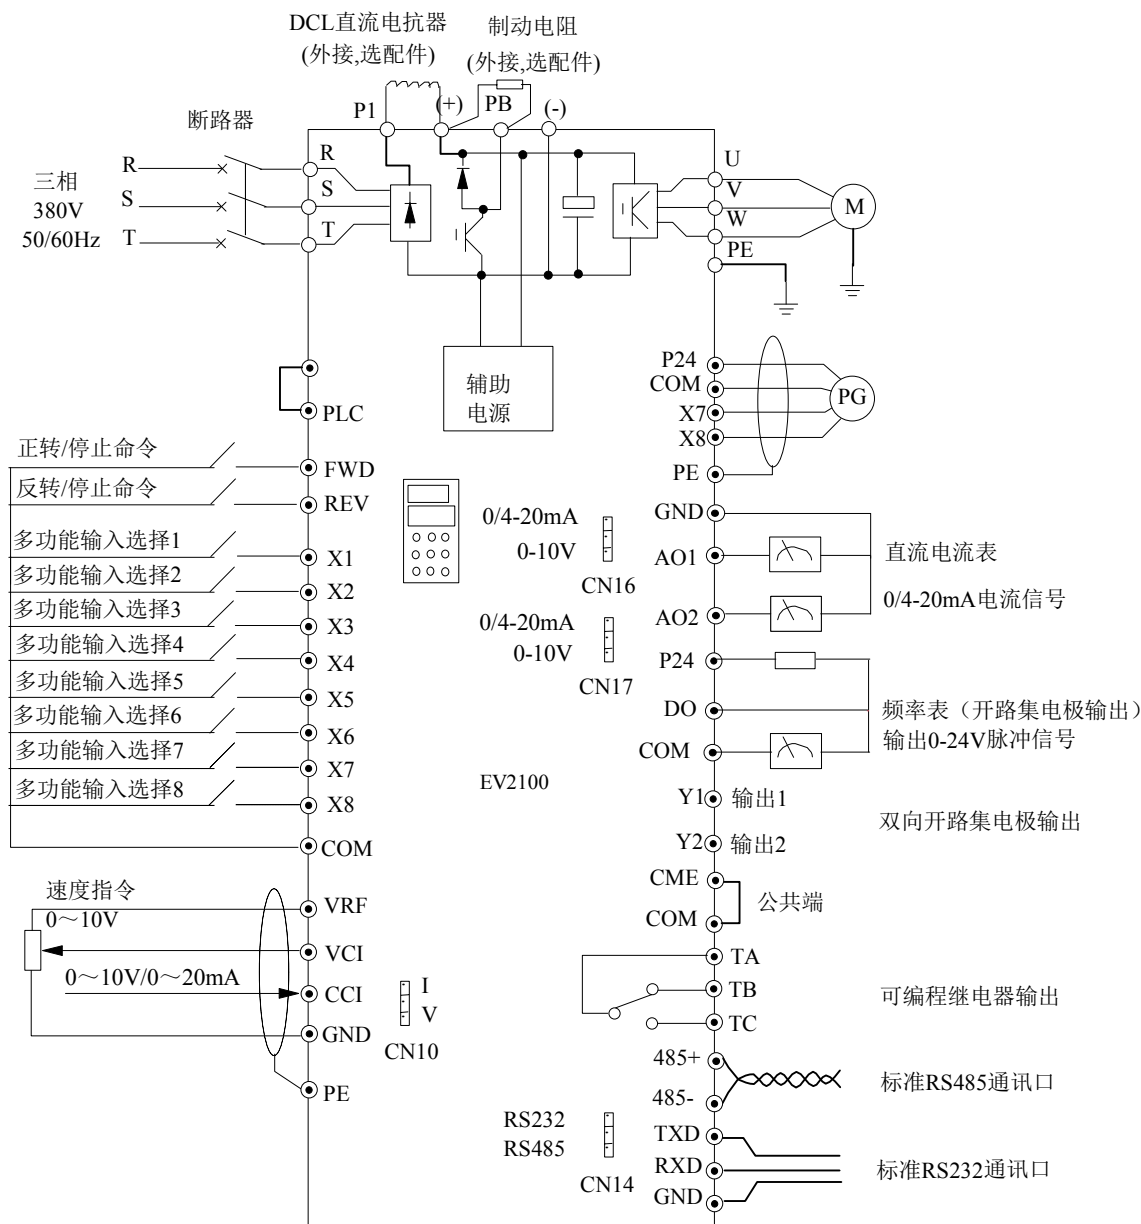 DCL直流电抗器
(外接,选配件)
制动电阻
(外接,选配件)
P1
(+)
PB
(-)
断路器
三相
380V
50/60Hz
R
S
T
R
S
T
U
V
W
PE
M
辅助
电源
PLC
正转/停止命令
FWD
反转/停止命令
REV
多功能输入选择1
X1
多功能输入选择2
X2
多功能输入选择3
X3
多功能输入选择4
X4
多功能输入选择5
X5
多功能输入选择6
X6
多功能输入选择7
X7
多功能输入选择8
X8
COM
速度指令
0～10V
VRF
VCI
0～10V/0～20mA
CCI
GND
PE
I
V
CN10
0/4-20mA
0-10V
CN16
0/4-20mA
0-10V
CN17
EV2100
RS232
RS485
CN14
P24
COM
X7
X8
PE
PG
GND
AO1
AO2
直流电流表
0/4-20mA电流信号
P24
DO
COM
频率表（开路集电极输出）
输出0-24V脉冲信号
Y1
输出1
Y2
输出2
双向开路集电极输出
CME
COM
公共端
TA
TB
TC
可编程继电器输出
485+
485-
标准RS485通讯口
TXD
RXD
GND
标准RS232通讯口